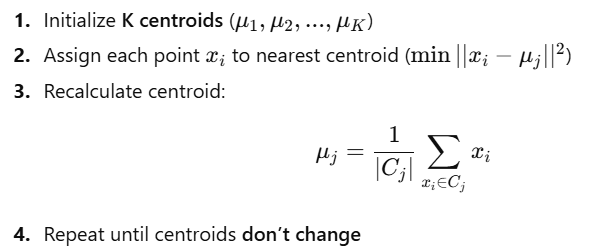 1. Initialize K centroids (μ₁, μ₂, ..., μ_K)
2. Assign each point xᵢ to nearest centroid (min ||xᵢ − μⱼ||²)
3. Recalculate centroid:
μⱼ = 1/|Cⱼ| ∑_{xᵢ∈Cⱼ} xᵢ
4. Repeat until centroids don’t change